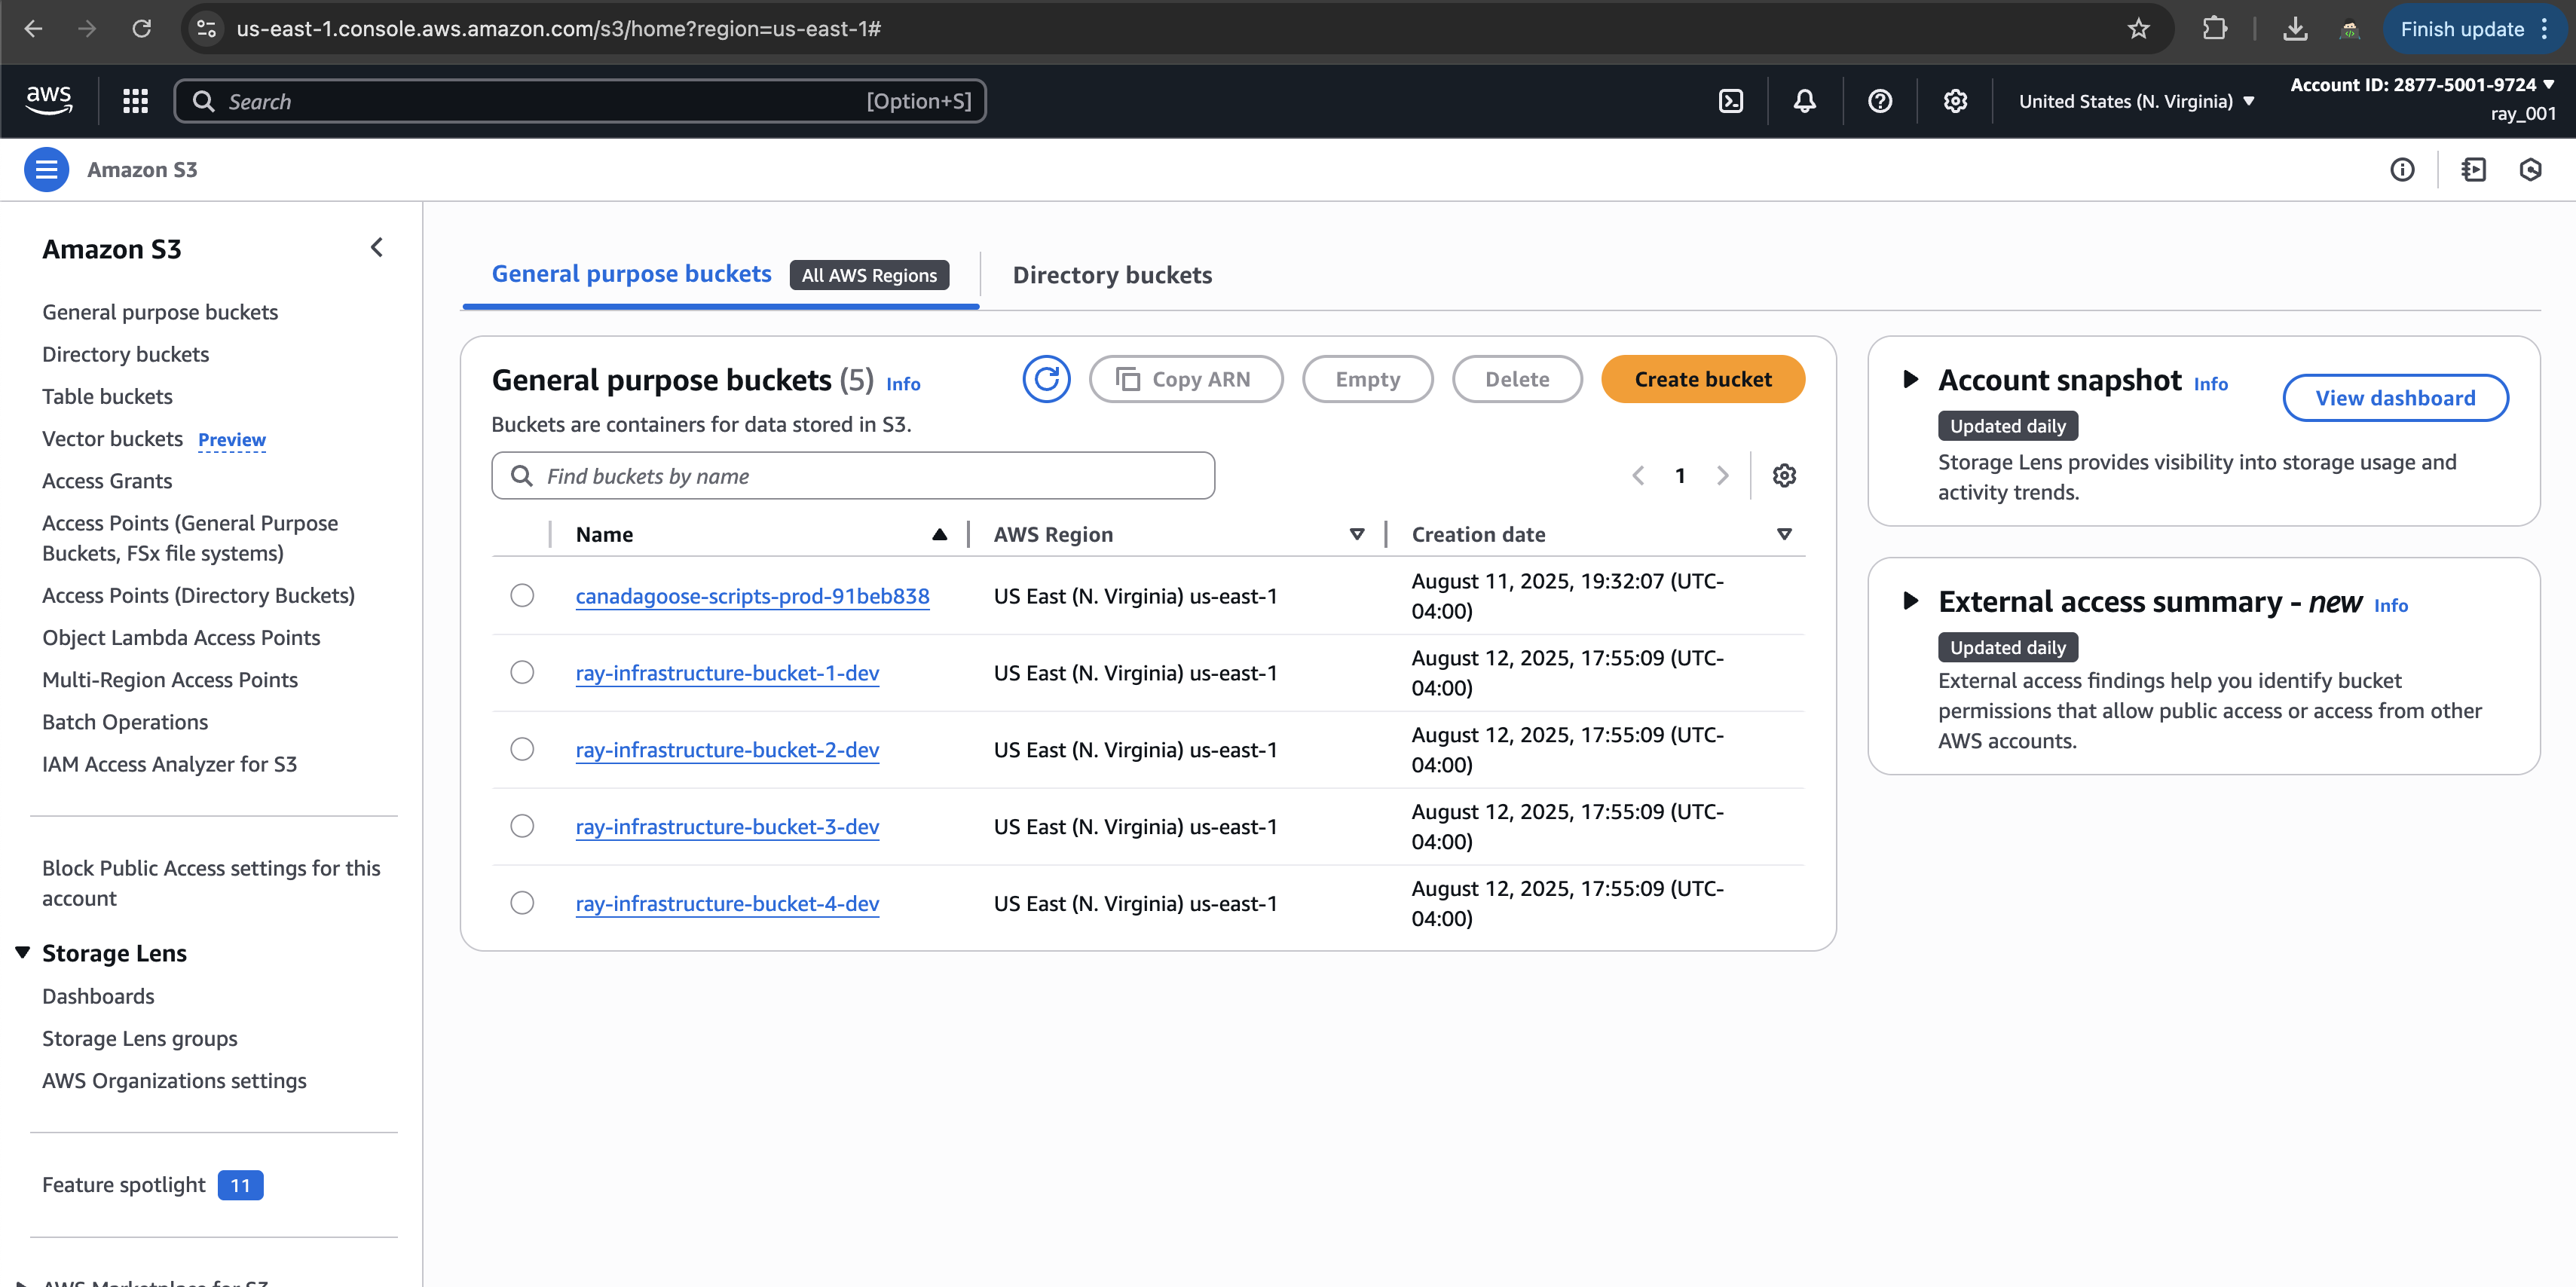 us-east-1.console.aws.amazon.com/s3/home?region=us-east-1#
Finish update
aws
Search
[Option+S]
United States (N. Virginia)
Account ID: 2877-5001-9724
ray_001
Amazon S3
Amazon S3
General purpose buckets
Directory buckets
Table buckets
Vector buckets Preview
Access Grants
Access Points (General Purpose
Buckets, FSx file systems)
Access Points (Directory Buckets)
Object Lambda Access Points
Multi-Region Access Points
Batch Operations
IAM Access Analyzer for S3
Block Public Access settings for this
account
Storage Lens
Dashboards
Storage Lens groups
AWS Organizations settings
Feature spotlight 11
AWS Marketplace for S3
General purpose buckets All AWS Regions
Directory buckets
General purpose buckets (5) Info
Copy ARN
Empty
Delete
Create bucket
Buckets are containers for data stored in S3.
Find buckets by name
1
Name AWS Region Creation date
canadagoose-scripts-prod-91beb838 US East (N. Virginia) us-east-1 August 11, 2025, 19:32:07 (UTC-
04:00)
ray-infrastructure-bucket-1-dev US East (N. Virginia) us-east-1 August 12, 2025, 17:55:09 (UTC-
04:00)
ray-infrastructure-bucket-2-dev US East (N. Virginia) us-east-1 August 12, 2025, 17:55:09 (UTC-
04:00)
ray-infrastructure-bucket-3-dev US East (N. Virginia) us-east-1 August 12, 2025, 17:55:09 (UTC-
04:00)
ray-infrastructure-bucket-4-dev US East (N. Virginia) us-east-1 August 12, 2025, 17:55:09 (UTC-
04:00)
Account snapshot Info
View dashboard
Updated daily
Storage Lens provides visibility into storage usage and
activity trends.
External access summary - new Info
Updated daily
External access findings help you identify bucket
permissions that allow public access or access from other
AWS accounts.